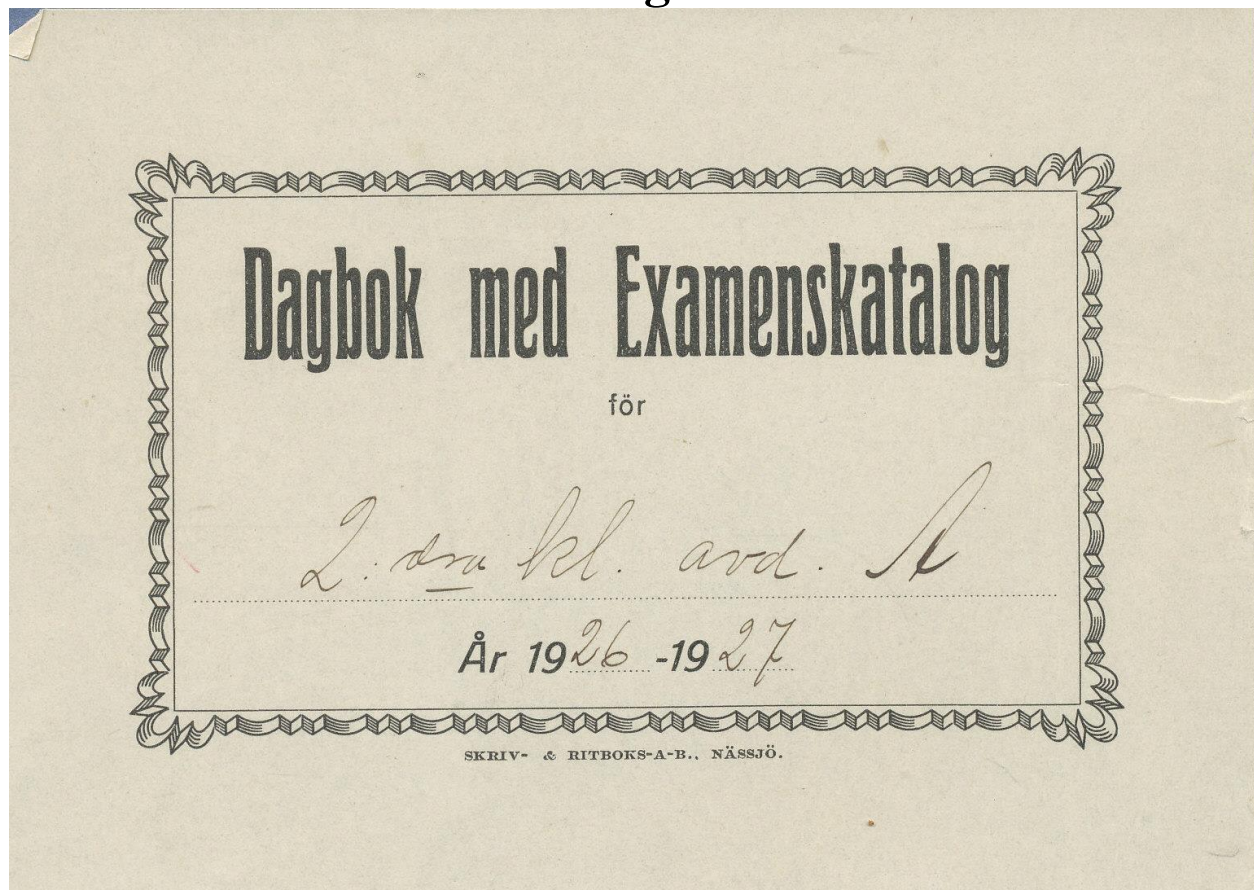 Dagbok med Examenskatalog
för
2:dra kl. avd. A
År 1926-1927
SKRIV- & RITBOKS-A-B., NÄSSJÖ.